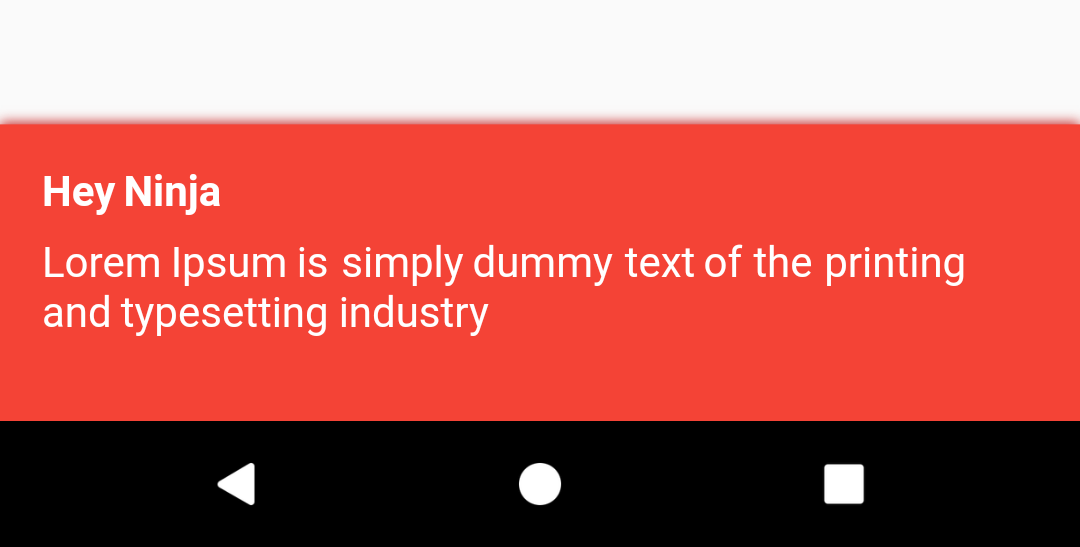 Hey Ninja
Lorem Ipsum is simply dummy text of the printing
and typesetting industry